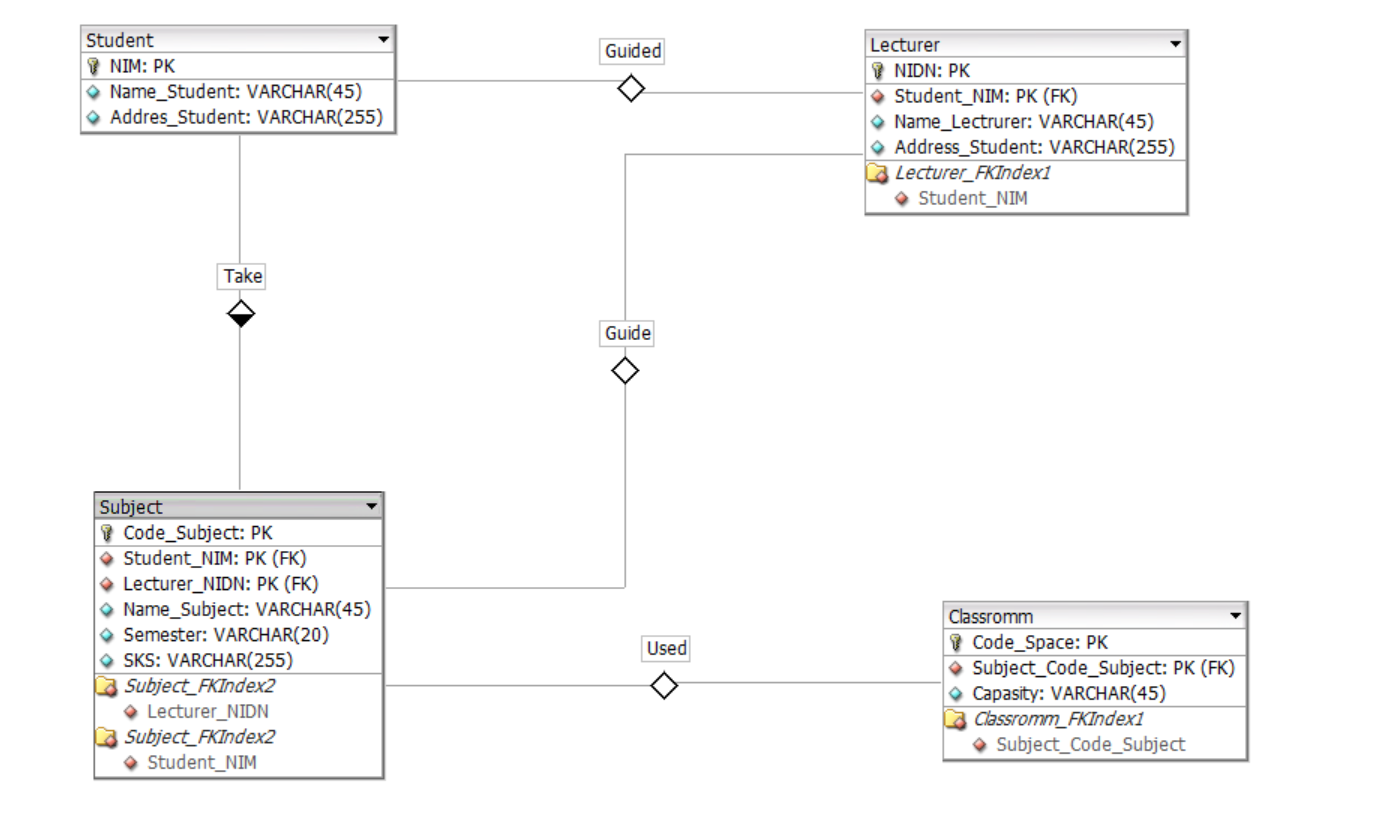 Student
NIM: PK
Name_Student: VARCHAR(45)
Addres_Student: VARCHAR(255)
Guided
Lecturer
NIDN: PK
Student_NIM: PK (FK)
Name_Lectrurer: VARCHAR(45)
Address_Student: VARCHAR(255)
Lecturer_FKIndex1
Student_NIM
Take
Guide
Subject
Code_Subject: PK
Student_NIM: PK (FK)
Lecturer_NIDN: PK (FK)
Name_Subject: VARCHAR(45)
Semester: VARCHAR(20)
SKS: VARCHAR(255)
Subject_FKIndex2
Lecturer_NIDN
Subject_FKIndex2
Student_NIM
Used
Classromm
Code_Space: PK
Subject_Code_Subject: PK (FK)
Capasity: VARCHAR(45)
Classromm_FKIndex1
Subject_Code_Subject